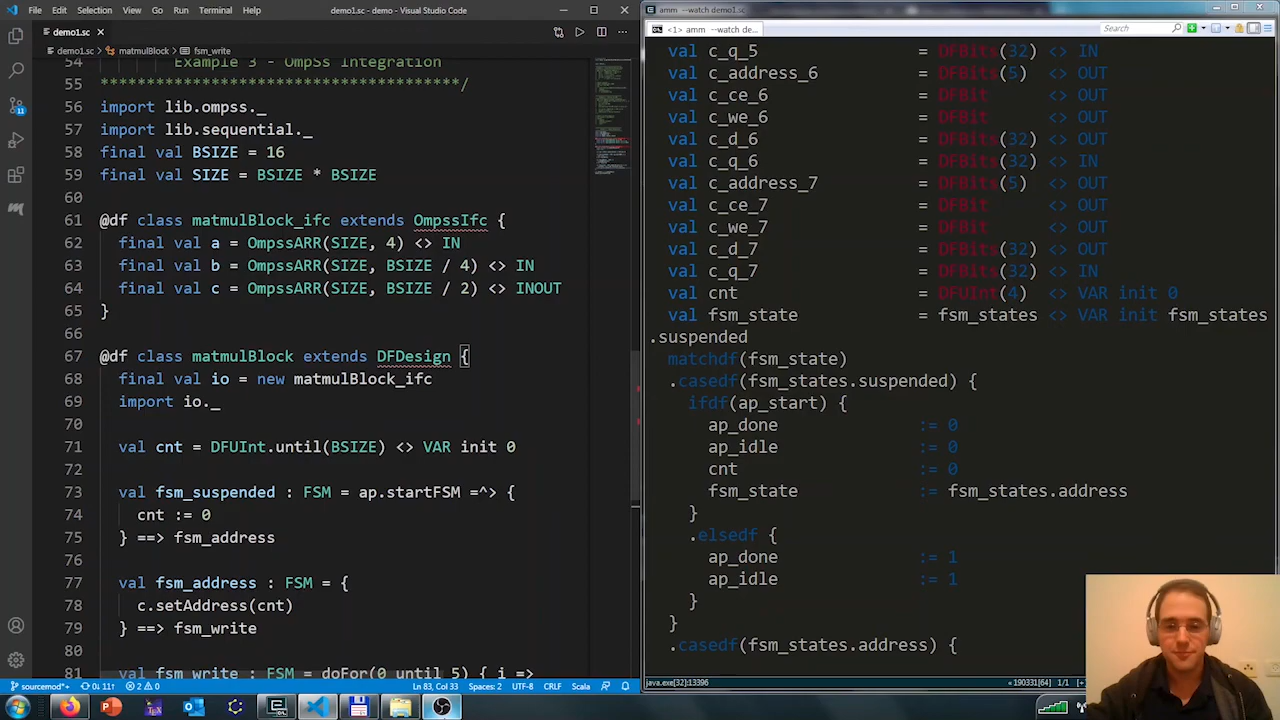 File Edit Selection View Go Run Terminal Help demo1.sc - demo - Visual Studio Code
amm --watch demo1.sc
demo1.sc
<1> amm --watch de...
Search
demo1.sc > matmulBlock > fsm_write
54 Example 3 - OmpSs Integration
55 ************************************/
56 import lib.ompss._
57 import lib.sequential._
58 final val BSIZE = 16
59 final val SIZE = BSIZE * BSIZE
60
61 @df class matmulBlock_ifc extends OmpssIfc {
62 final val a = OmpssARR(SIZE, 4) <> IN
63 final val b = OmpssARR(SIZE, BSIZE / 4) <> IN
64 final val c = OmpssARR(SIZE, BSIZE / 2) <> INOUT
65 }
66
67 @df class matmulBlock extends DFDesign {
68 final val io = new matmulBlock_ifc
69 import io._
70
71 val cnt = DFUInt.until(BSIZE) <> VAR init 0
72
73 val fsm_suspended : FSM = ap.startFSM =^> {
74 cnt := 0
75 } ==> fsm_address
76
77 val fsm_address : FSM = {
78 c.setAddress(cnt)
79 } ==> fsm_write
80
81 val fsm_write : FSM = doFor(0 until 5) { i =>
11
sourcemod* 0↓ 11↑ 2 0 Ln 83, Col 33 Spaces: 2 UTF-8 CRLF Scala
val c_q_5 = DFBits(32) <> IN
val c_address_6 = DFBits(5) <> OUT
val c_ce_6 = DFBit <> OUT
val c_we_6 = DFBit <> OUT
val c_d_6 = DFBits(32) <> OUT
val c_q_6 = DFBits(32) <> IN
val c_address_7 = DFBits(5) <> OUT
val c_ce_7 = DFBit <> OUT
val c_we_7 = DFBit <> OUT
val c_d_7 = DFBits(32) <> OUT
val c_q_7 = DFBits(32) <> IN
val cnt = DFUInt(4) <> VAR init 0
val fsm_state = fsm_states <> VAR init fsm_states
.suspended
matchdf(fsm_state)
.casedf(fsm_states.suspended) {
ifdf(ap_start) {
ap_done := 0
ap_idle := 0
cnt := 0
fsm_state := fsm_states.address
}
.elsedf {
ap_done := 1
ap_idle := 1
}
}
.casedf(fsm_states.address) {
java.exe[32]:13396 « 190331[64] 1/1